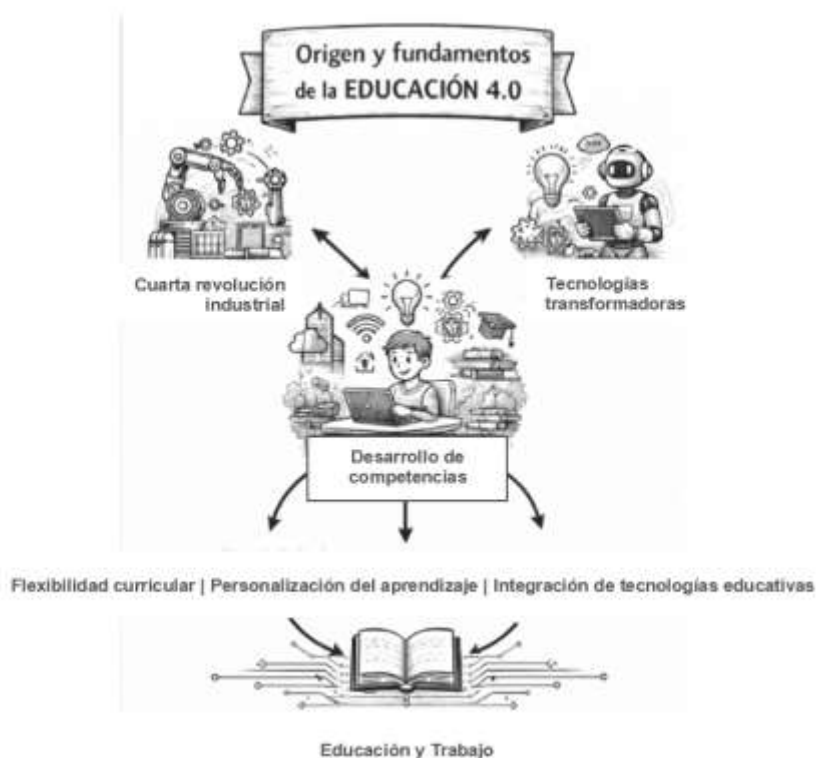 Origen y fundamentos
de la EDUCACIÓN 4.0
Cuarta revolución
industrial
Tecnologías
transformadoras
Desarrollo de
competencias
Flexibilidad curricular | Personalización del aprendizaje | Integración de tecnologías educativas
Educación y Trabajo